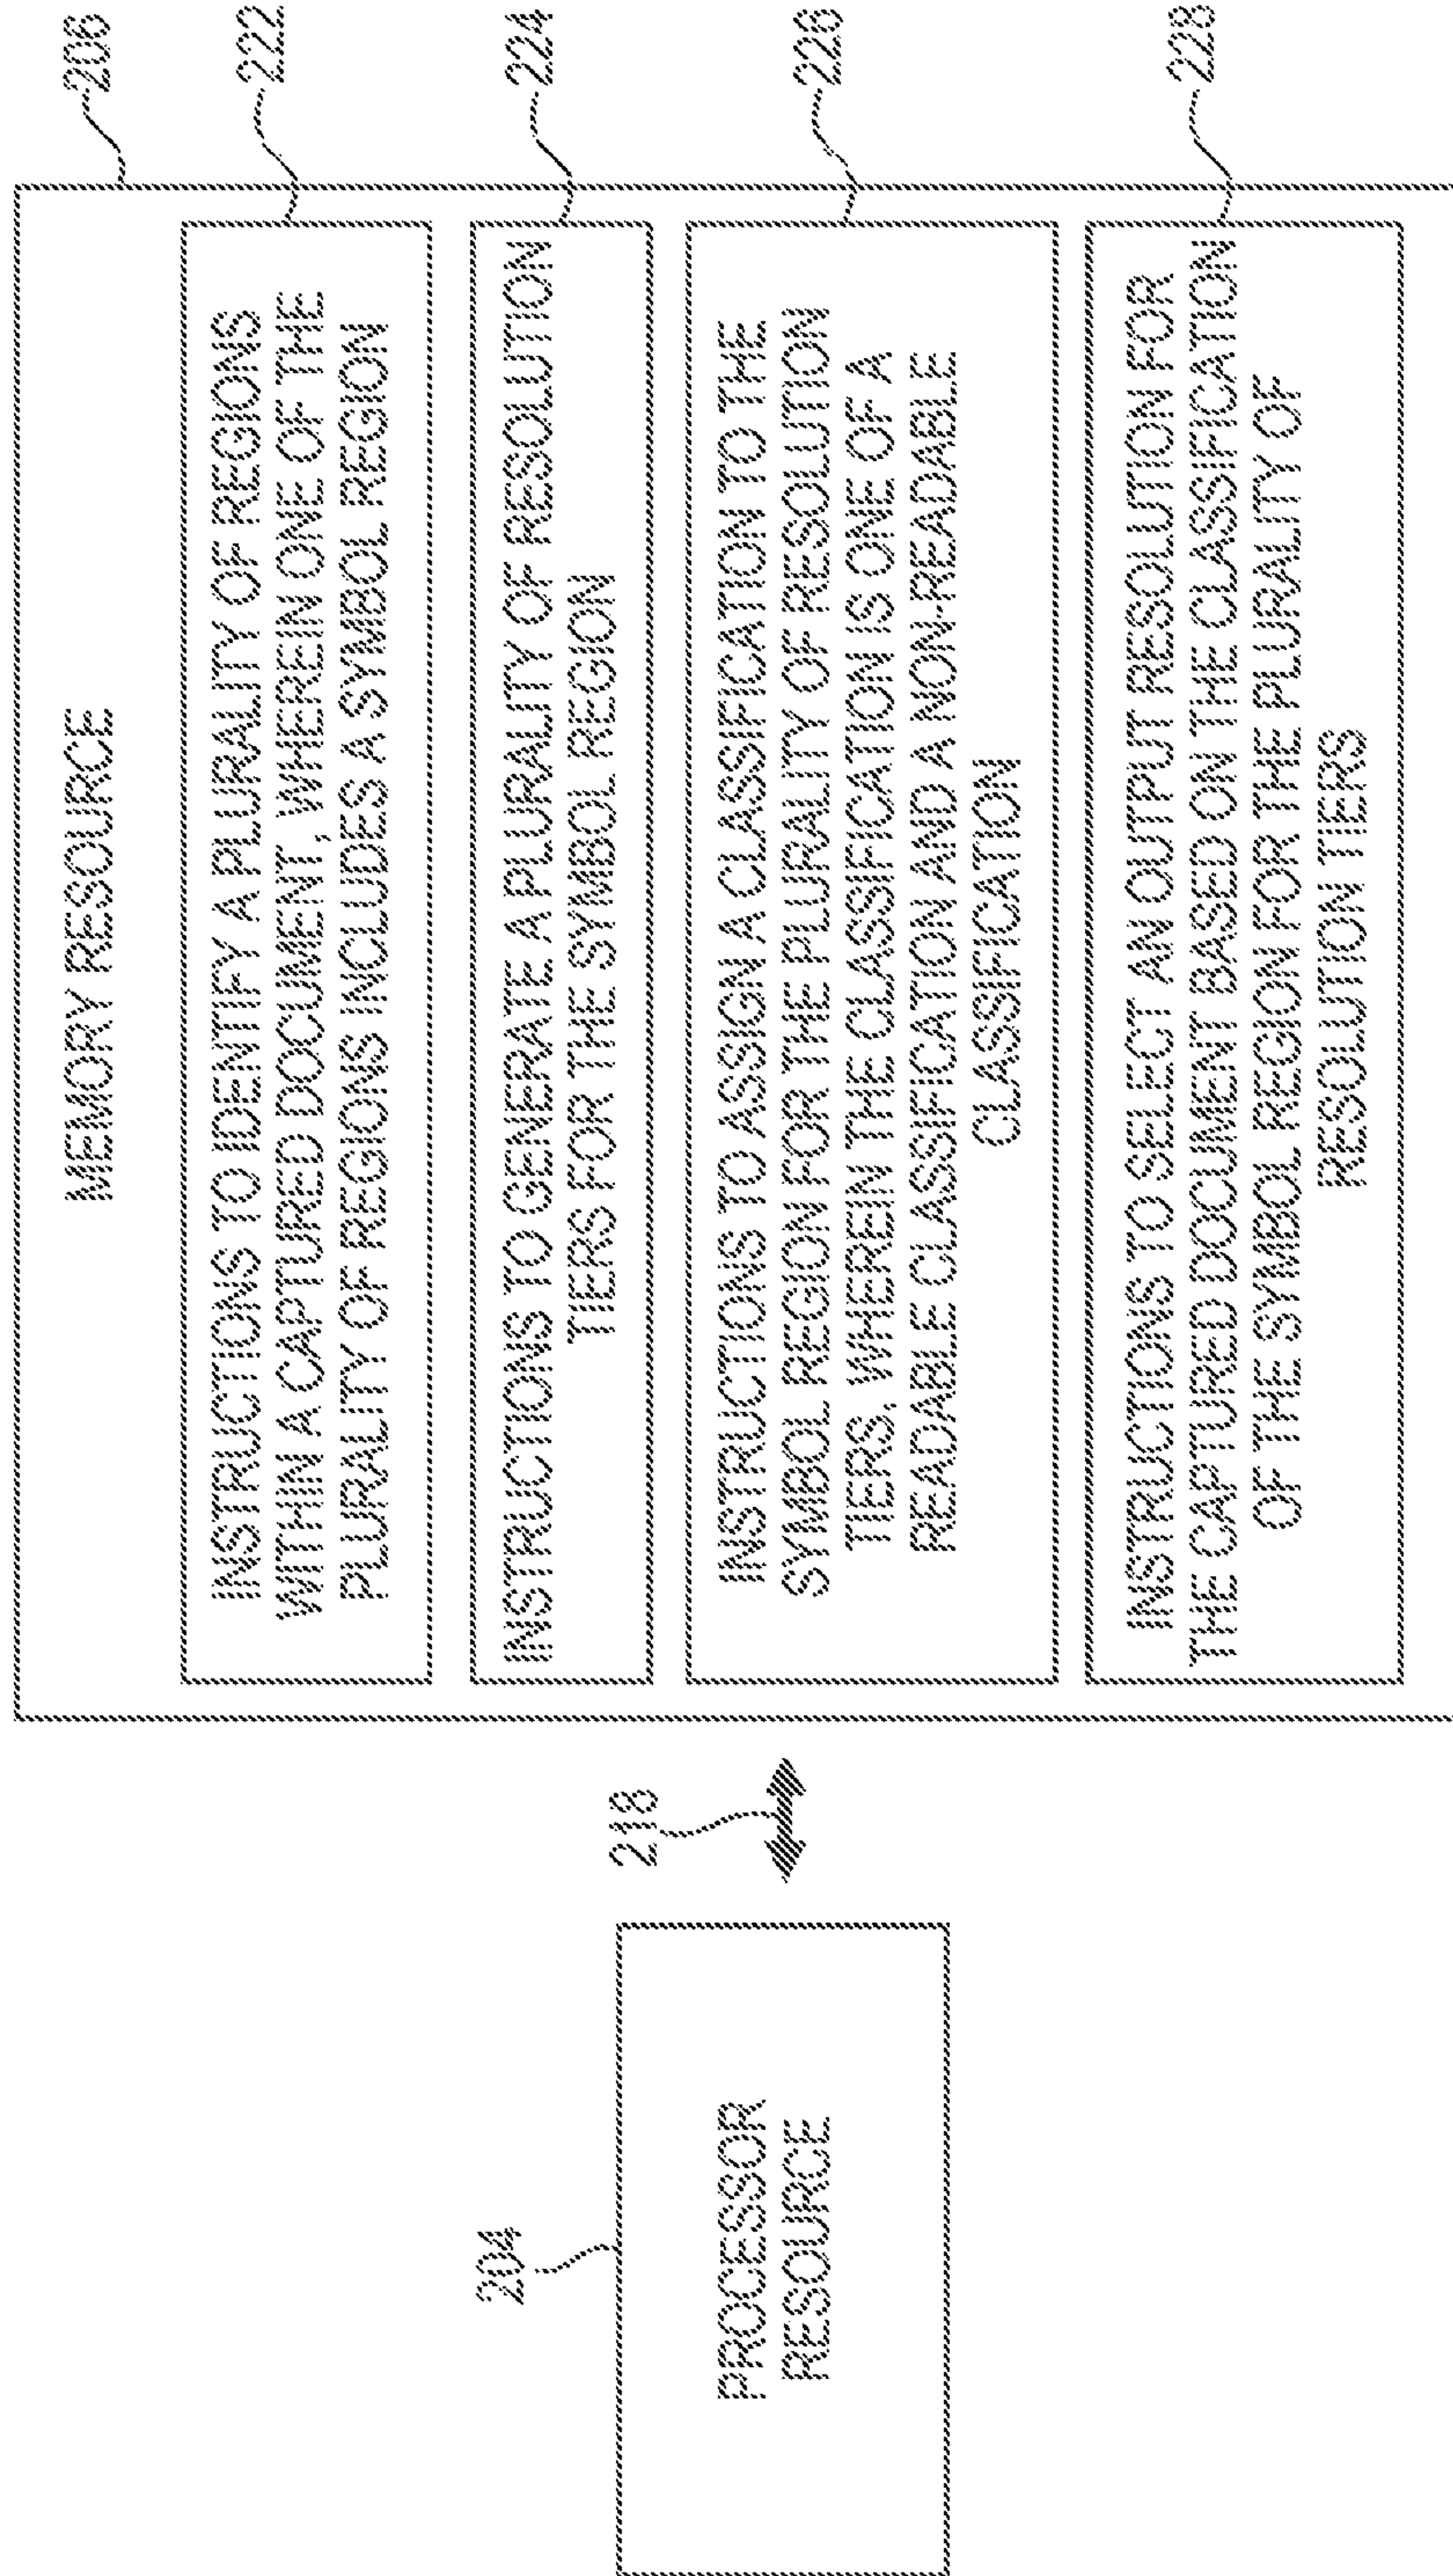 204
PROCESSOR
RESOURCE
218
MEMORY RESOURCE
206
INSTRUCTIONS TO IDENTIFY A PLURALITY OF REGIONS
WITHIN A CAPTURED DOCUMENT, WHEREIN ONE OF THE
PLURALITY OF REGIONS INCLUDES A SYMBOL REGION
222
INSTRUCTIONS TO GENERATE A PLURALITY OF RESOLUTION
TIERS FOR THE SYMBOL REGION
224
INSTRUCTIONS TO ASSIGN A CLASSIFICATION TO THE
SYMBOL REGION FOR THE PLURALITY OF RESOLUTION
TIERS, WHEREIN THE CLASSIFICATION IS ONE OF A
READABLE CLASSIFICATION AND A NON-READABLE
CLASSIFICATION
226
INSTRUCTIONS TO SELECT AN OUTPUT RESOLUTION FOR
THE CAPTURED DOCUMENT BASED ON THE CLASSIFICATION
OF THE SYMBOL REGION FOR THE PLURALITY OF
RESOLUTION TIERS
228